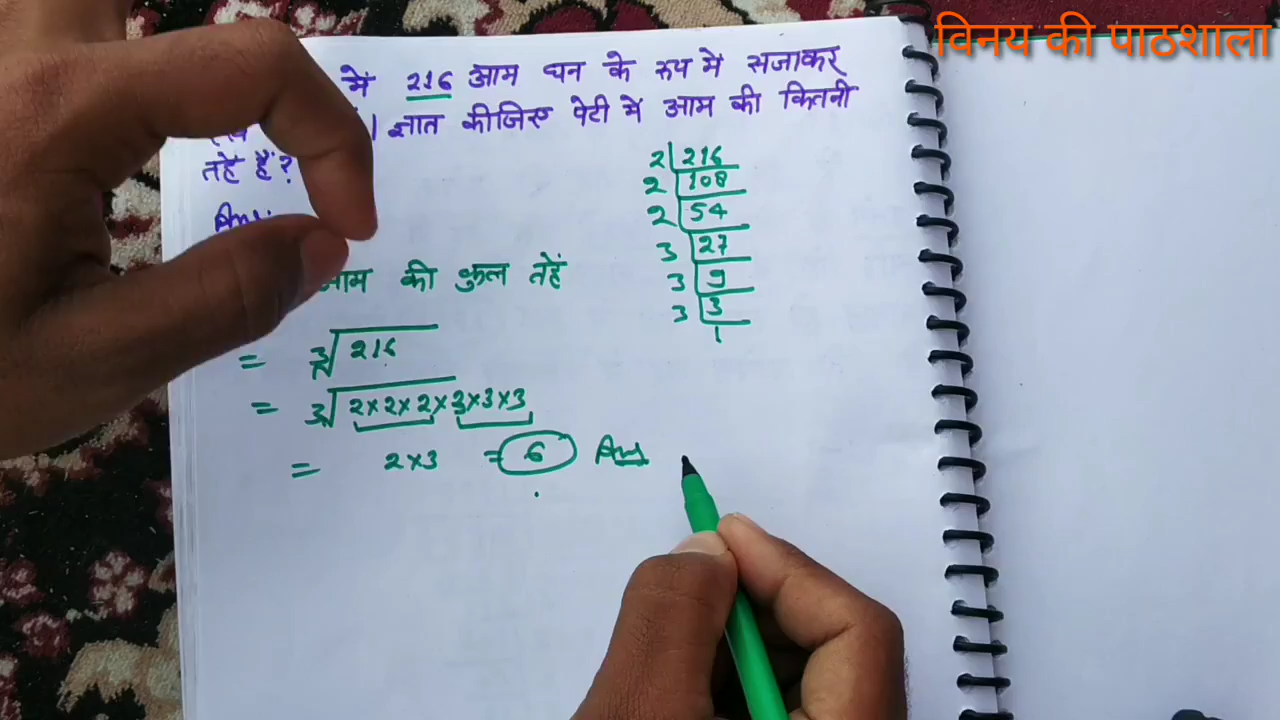 विनय की पाठशाला
में 216 आम घन के रूप में सजाकर
। ज्ञात कीजिए पेटी में आम की कितनी
तहें हैं?
Ans:
आम की कुल तहें
= ∛216
= ∛2×2×2×3×3×3
= 2×3 = 6 Ans
2 | 216
2 | 108
2 | 54
3 | 27
3 | 9
3 | 3
1